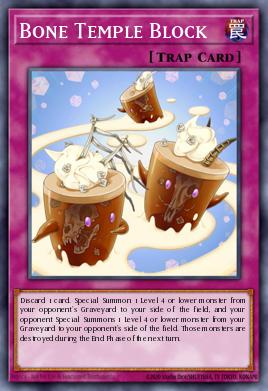 BONE TEMPLE BLOCK
TRAP
罠
[TRAP CARD]
Discard 1 card. Special Summon 1 Level 4 or lower monster
from your opponent's Graveyard to your side of the field, and your
opponent Special Summons 1 Level 4 or lower monster from your
Graveyard to your opponent's side of the field. Those monsters are
destroyed during the End Phase of the next turn.